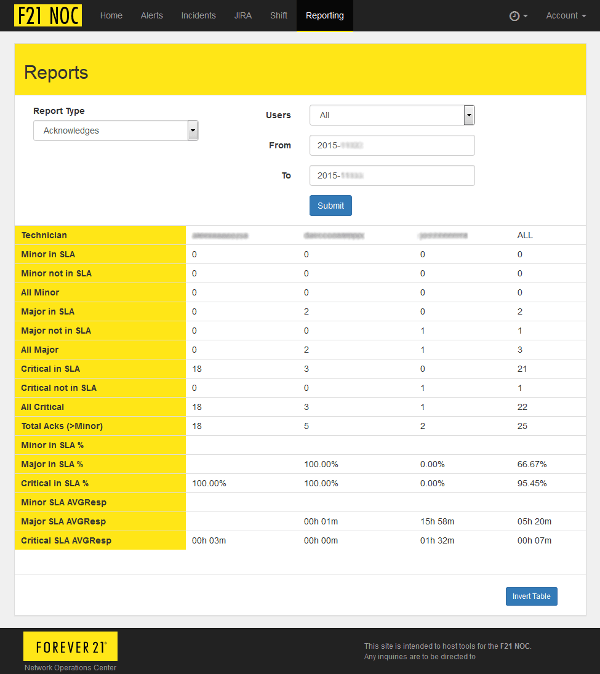 F21 NOC Home Alerts Incidents JIRA Shift Reporting Account
Reports
Report Type
Acknowledges
Users All
From 2015-
To 2015-
Submit
Technician ALL
Minor in SLA 0 0 0 0
Minor not in SLA 0 0 0 0
All Minor 0 0 0 0
Major in SLA 0 2 0 2
Major not in SLA 0 0 1 1
All Major 0 2 1 3
Critical in SLA 18 3 0 21
Critical not in SLA 0 0 1 1
All Critical 18 3 1 22
Total Acks (>Minor) 18 5 2 25
Minor in SLA %
Major in SLA % 100.00% 0.00% 66.67%
Critical in SLA % 100.00% 100.00% 0.00% 95.45%
Minor SLA AVGResp
Major SLA AVGResp 00h 01m 15h 58m 05h 20m
Critical SLA AVGResp 00h 03m 00h 00m 01h 32m 00h 07m
Invert Table
FOREVER 21
Network Operations Center
This site is intended to host tools for the F21 NOC.
Any inquiries are to be directed to